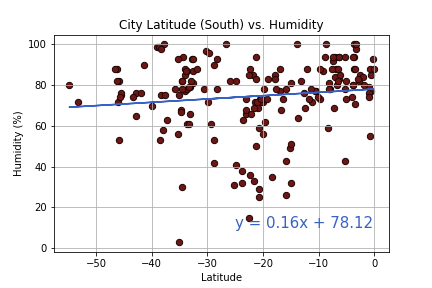 City Latitude (South) vs. Humidity
100
80
60
40
20
0
Humidity (%)
y = 0.16x + 78.12
−50 −40 −30 −20 −10 0
Latitude